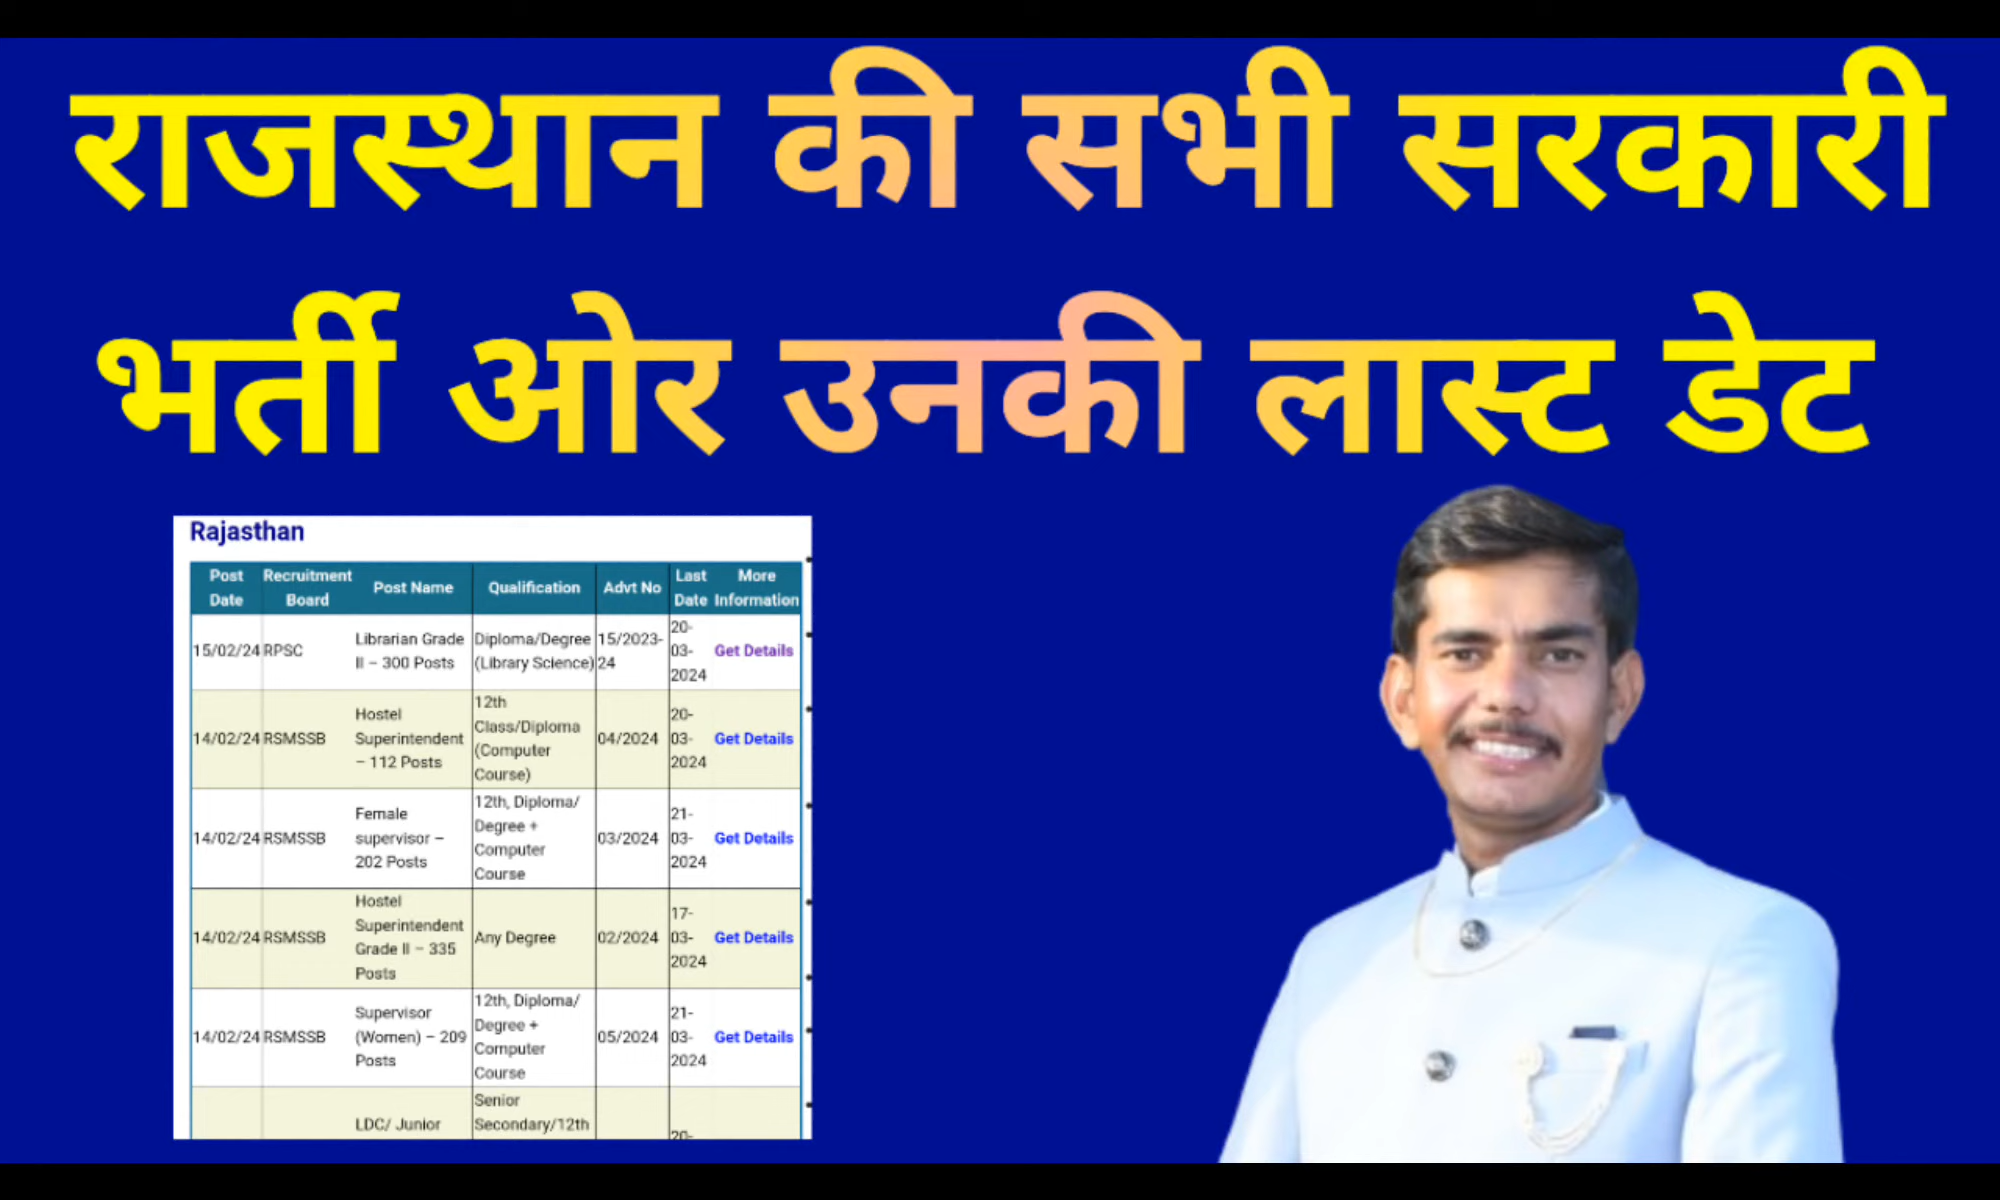 राजस्थान की सभी सरकारी
भर्ती ओर उनकी लास्ट डेट
Rajasthan
Post Date Recruitment Board Post Name Qualification Advt No Last Date More Information
15/02/24 RPSC Librarian Grade II – 300 Posts Diploma/Degree (Library Science) 15/2023-24 20-03-2024 Get Details
14/02/24 RSMSSB Hostel Superintendent – 112 Posts 12th Class/Diploma (Computer Course) 04/2024 20-03-2024 Get Details
14/02/24 RSMSSB Female supervisor – 202 Posts 12th, Diploma/ Degree + Computer Course 03/2024 21-03-2024 Get Details
14/02/24 RSMSSB Hostel Superintendent Grade II – 335 Posts Any Degree 02/2024 17-03-2024 Get Details
14/02/24 RSMSSB Supervisor (Women) – 209 Posts 12th, Diploma/ Degree + Computer Course 05/2024 21-03-2024 Get Details
LDC/ Junior Senior Secondary/12th 20-